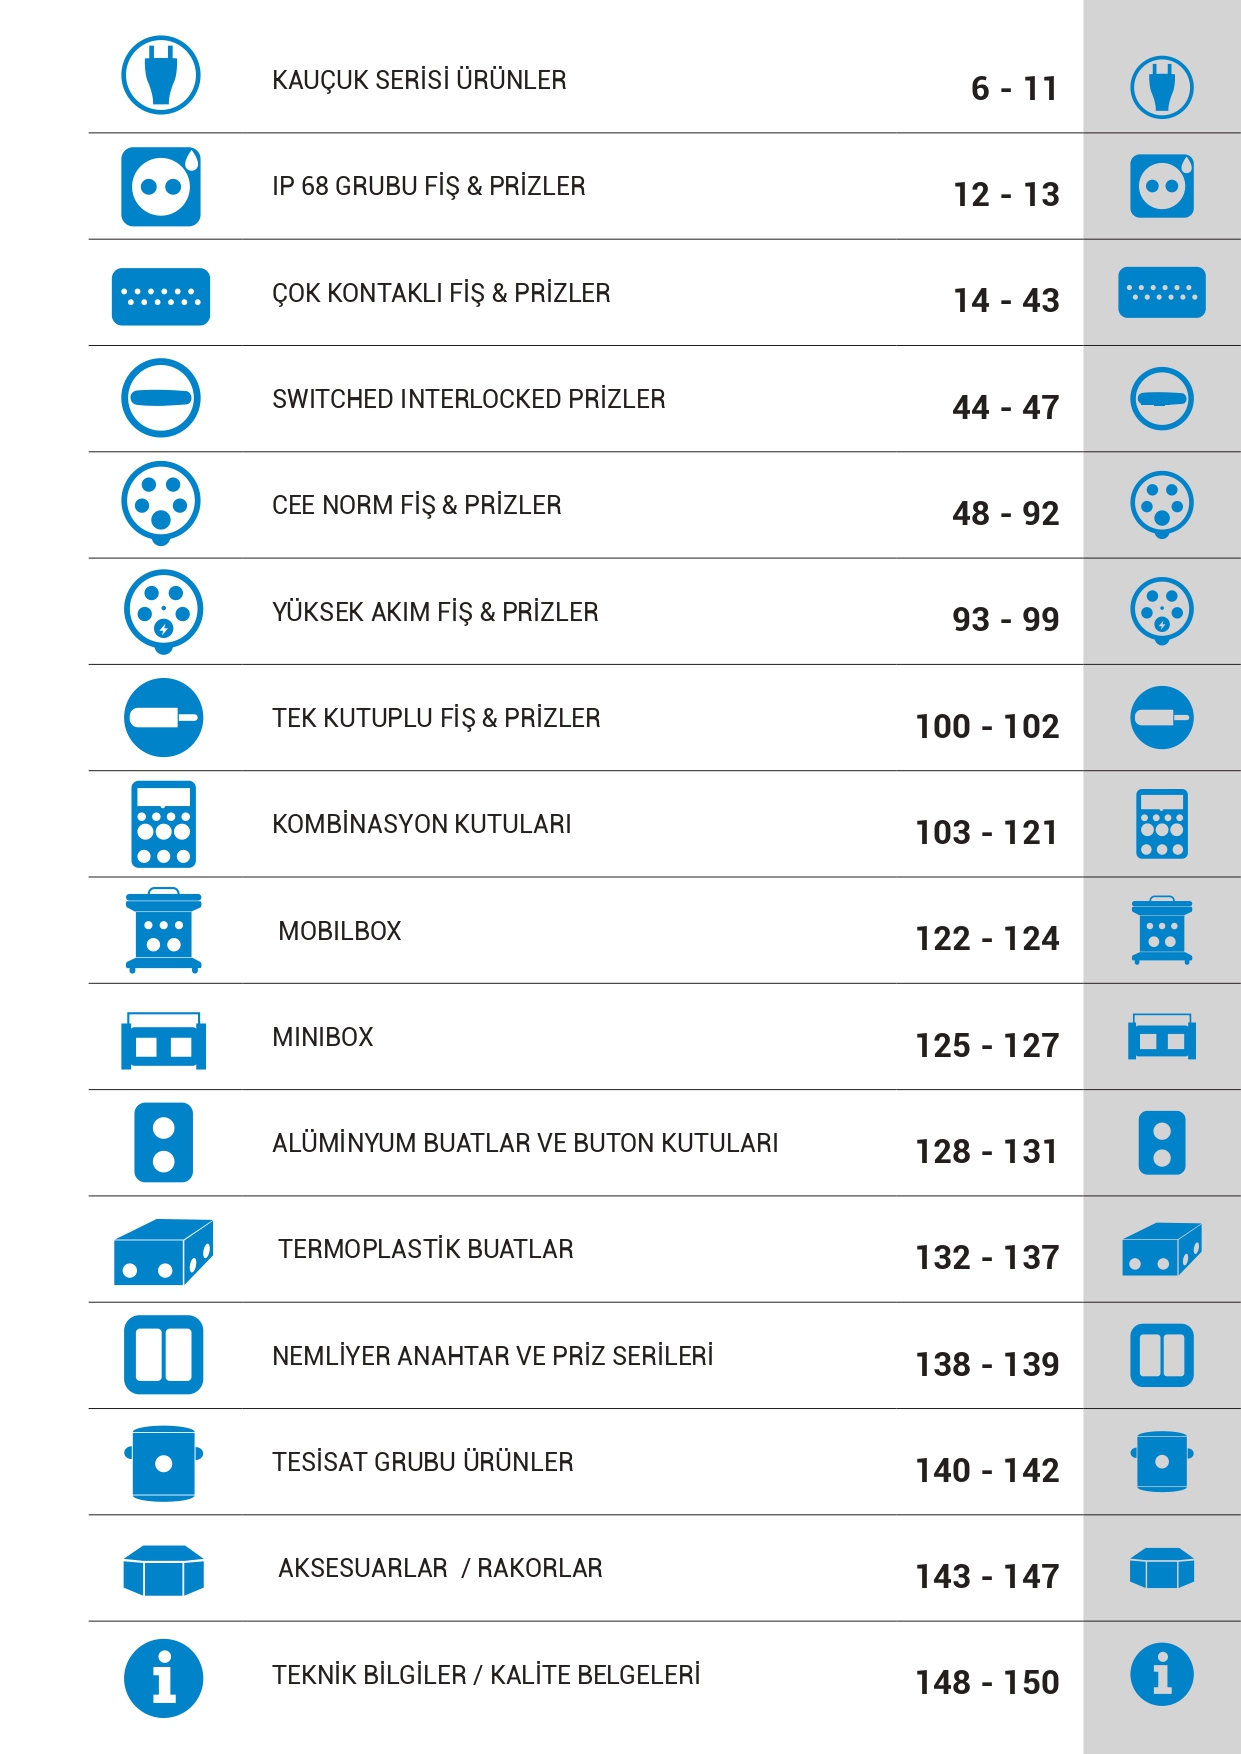 KAUÇUK SERİSİ ÜRÜNLER 6 - 11
IP 68 GRUBU FİŞ & PRİZLER 12 - 13
ÇOK KONTAKLI FİŞ & PRİZLER 14 - 43
SWITCHED INTERLOCKED PRİZLER 44 - 47
CEE NORM FİŞ & PRİZLER 48 - 92
YÜKSEK AKIM FİŞ & PRİZLER 93 - 99
TEK KUTUPLU FİŞ & PRİZLER 100 - 102
KOMBİNASYON KUTULARI 103 - 121
MOBILBOX 122 - 124
MINIBOX 125 - 127
ALÜMİNYUM BUATLAR VE BUTON KUTULARI 128 - 131
TERMOPLASTİK BUATLAR 132 - 137
NEMLİYER ANAHTAR VE PRİZ SERİLERİ 138 - 139
TESİSAT GRUBU ÜRÜNLER 140 - 142
AKSESUARLAR / RAKORLAR 143 - 147
TEKNİK BİLGİLER / KALİTE BELGELERİ 148 - 150